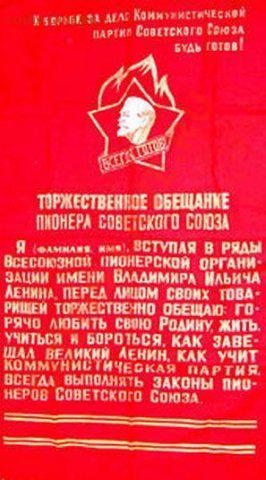 К борьбе за дело Коммунистической
партии Советского Союза
будь готов!
ВСЕГДА ГОТОВ!
ТОРЖЕСТВЕННОЕ ОБЕЩАНИЕ
ПИОНЕРА СОВЕТСКОГО СОЮЗА
Я (ФАМИЛИЯ, ИМЯ), ВСТУПАЯ В РЯДЫ
ВСЕСОЮЗНОЙ ПИОНЕРСКОЙ ОРГАНИ-
ЗАЦИИ ИМЕНИ ВЛАДИМИРА ИЛЬИЧА
ЛЕНИНА, ПЕРЕД ЛИЦОМ СВОИХ ТОВА-
РИЩЕЙ ТОРЖЕСТВЕННО ОБЕЩАЮ: ГО-
РЯЧО ЛЮБИТЬ СВОЮ РОДИНУ, ЖИТЬ,
УЧИТЬСЯ И БОРОТЬСЯ, КАК ЗАВЕ-
ЩАЛ ВЕЛИКИЙ ЛЕНИН, КАК УЧИТ
КОММУНИСТИЧЕСКАЯ ПАРТИЯ,
ВСЕГДА ВЫПОЛНЯТЬ ЗАКОНЫ ПИО-
НЕРОВ СОВЕТСКОГО СОЮЗА.